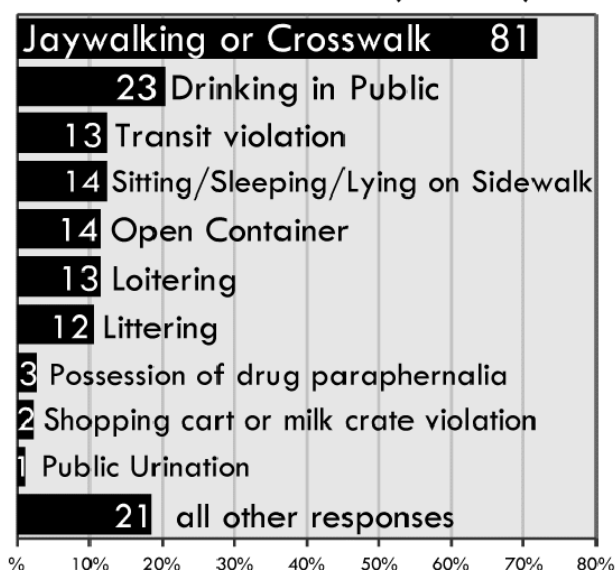 Jaywalking or Crosswalk 81
23 Drinking in Public
13 Transit violation
14 Sitting/Sleeping/Lying on Sidewalk
14 Open Container
13 Loitering
12 Littering
3 Possession of drug paraphernalia
2 Shopping cart or milk crate violation
1 Public Urination
21 all other responses
% 10% 20% 30% 40% 50% 60% 70% 80%